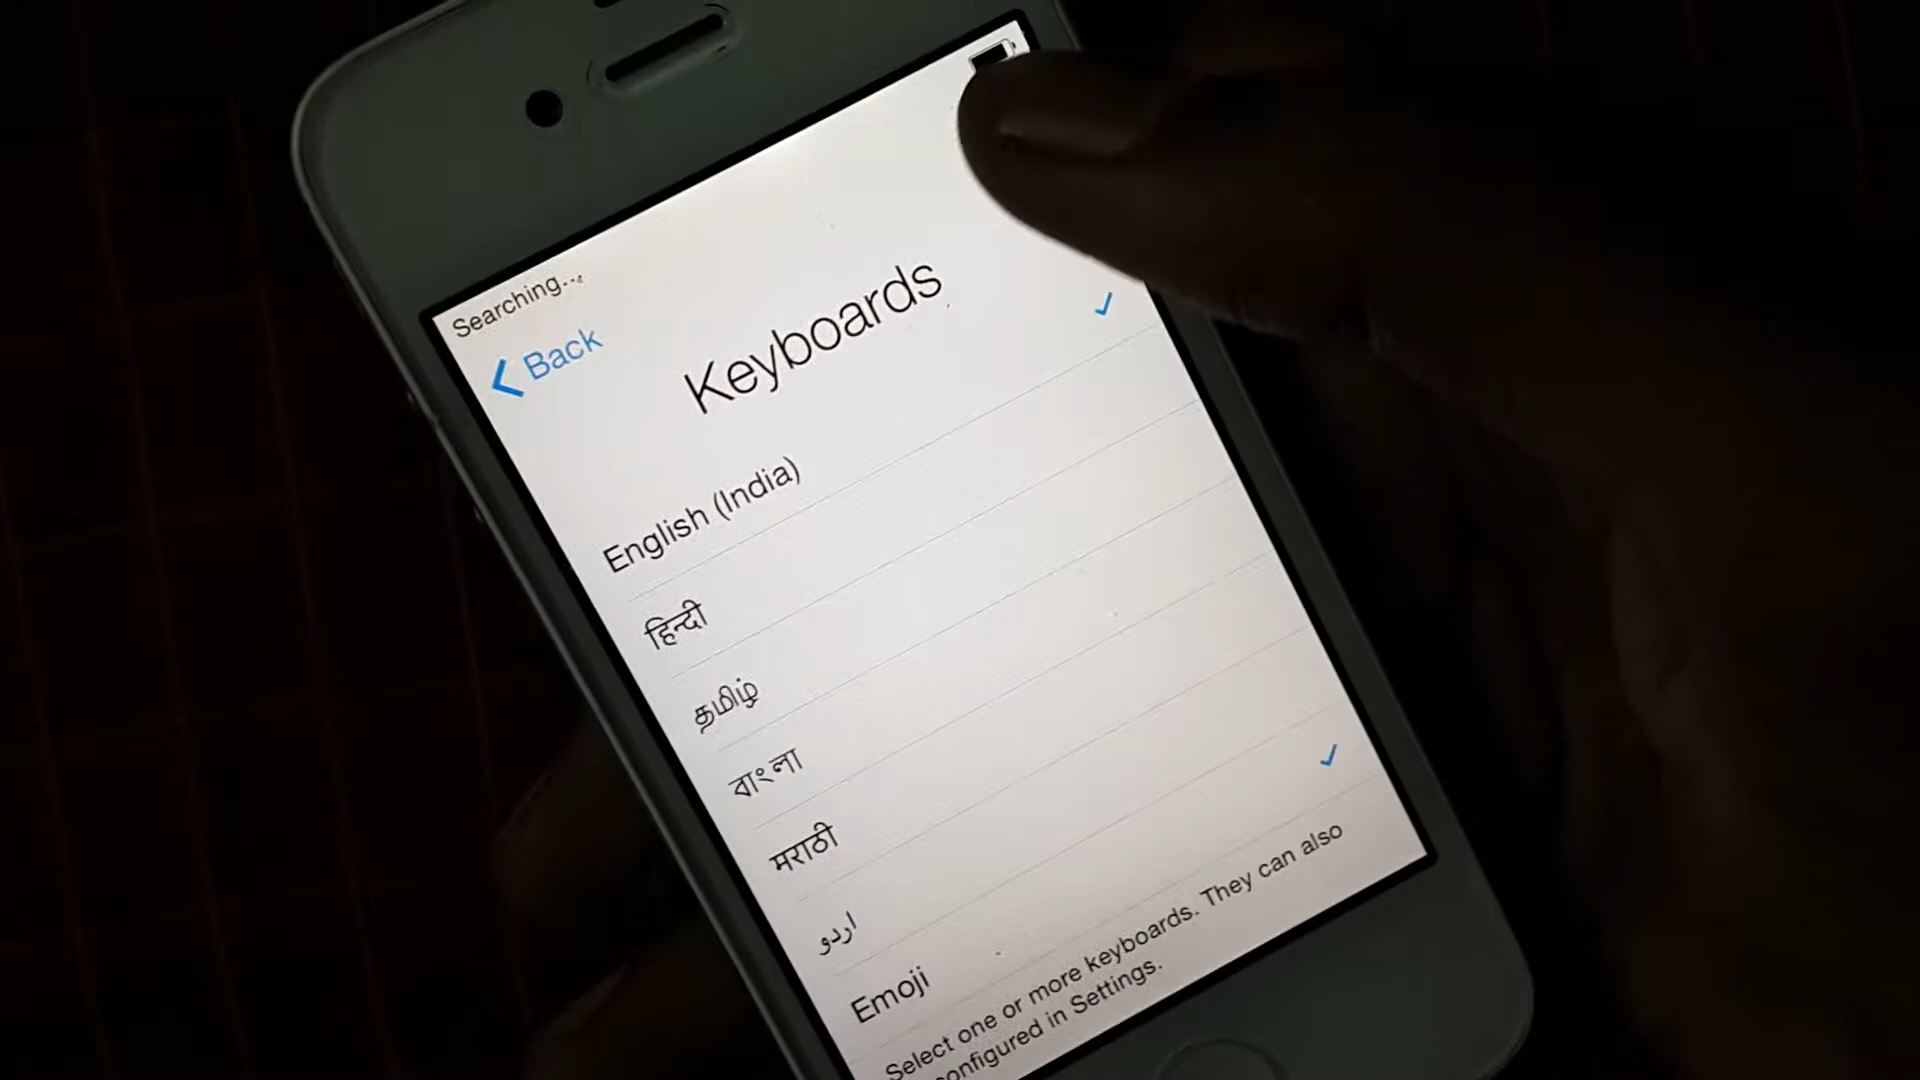 Searching...
Back
Keyboards
English (India)
हिन्दी
தமிழ்
বাংলা
मराठी
اردو
Emoji
Select one or more keyboards. They can also
configured in Settings.